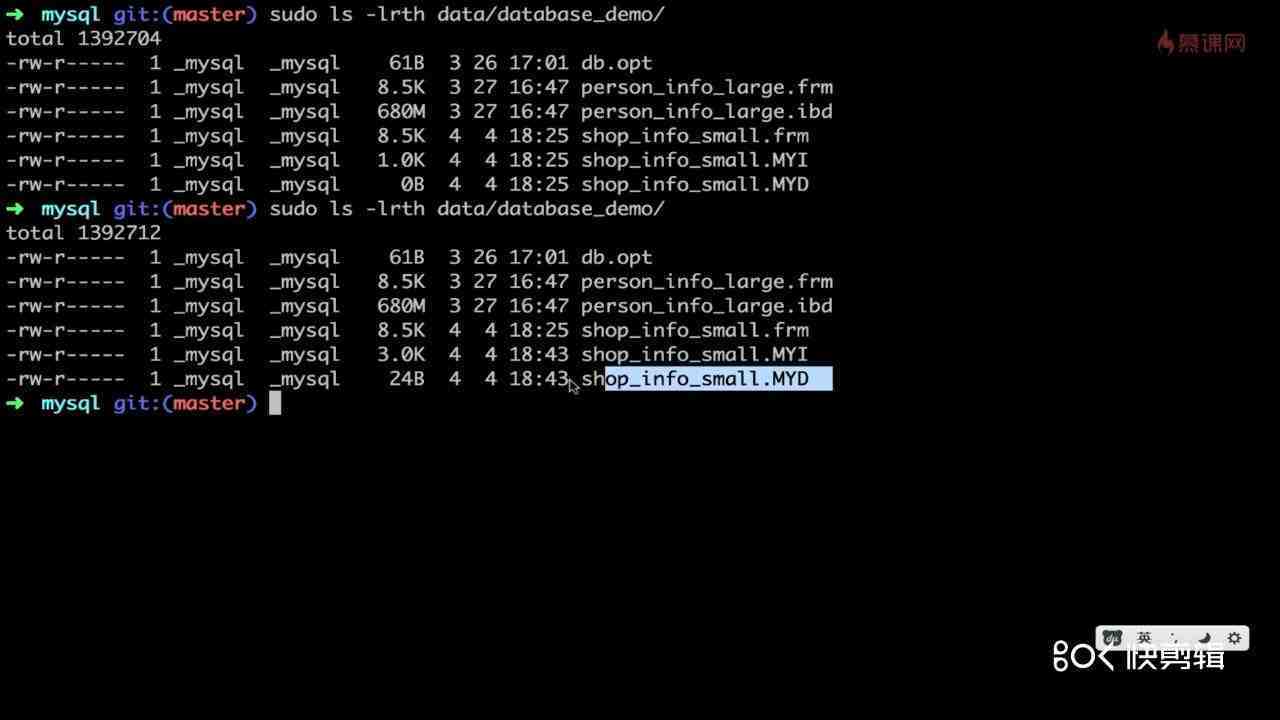 ➜  mysql git:(master) sudo ls -lrth data/database_demo/
total 1392704
-rw-r-----  1 _mysql  _mysql    61B  3 26 17:01 db.opt
-rw-r-----  1 _mysql  _mysql   8.5K  3 27 16:47 person_info_large.frm
-rw-r-----  1 _mysql  _mysql   680M  3 27 16:47 person_info_large.ibd
-rw-r-----  1 _mysql  _mysql   8.5K  4  4 18:25 shop_info_small.frm
-rw-r-----  1 _mysql  _mysql   1.0K  4  4 18:25 shop_info_small.MYI
-rw-r-----  1 _mysql  _mysql     0B  4  4 18:25 shop_info_small.MYD
➜  mysql git:(master) sudo ls -lrth data/database_demo/
total 1392712
-rw-r-----  1 _mysql  _mysql    61B  3 26 17:01 db.opt
-rw-r-----  1 _mysql  _mysql   8.5K  3 27 16:47 person_info_large.frm
-rw-r-----  1 _mysql  _mysql   680M  3 27 16:47 person_info_large.ibd
-rw-r-----  1 _mysql  _mysql   8.5K  4  4 18:25 shop_info_small.frm
-rw-r-----  1 _mysql  _mysql   3.0K  4  4 18:43 shop_info_small.MYI
-rw-r-----  1 _mysql  _mysql    24B  4  4 18:43 shop_info_small.MYD
➜  mysql git:(master)
慕课网
英
快剪辑